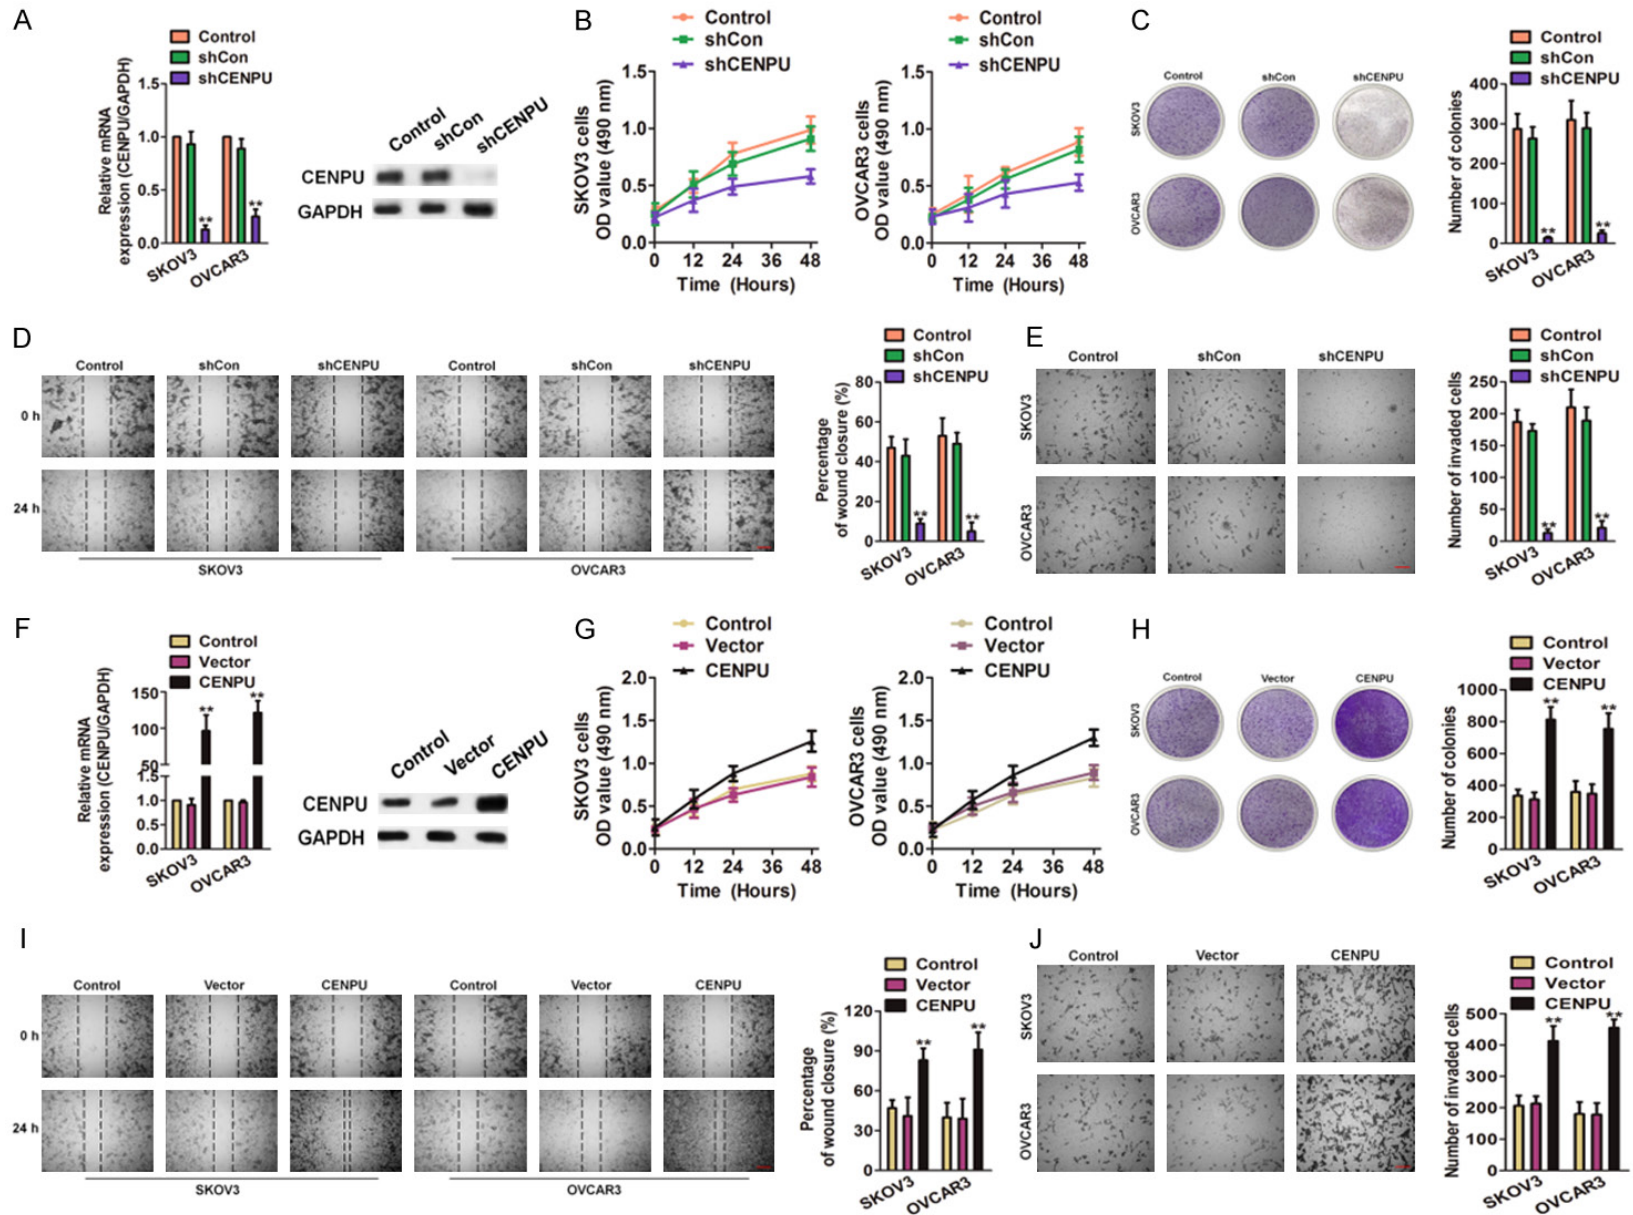 A
Control
shCon
shCENPU
Relative mRNA
expression (CENPU/GAPDH)
1.5
1.0
0.5
0.0
SKOV3
OVCAR3
**
**
Control
shCon
shCENPU
CENPU
GAPDH
B
Control
shCon
shCENPU
SKOV3 cells
OD value (490 nm)
1.5
1.0
0.5
0.0
0 12 24 36 48
Time (Hours)
Control
shCon
shCENPU
OVCAR3 cells
OD value (490 nm)
1.5
1.0
0.5
0.0
0 12 24 36 48
Time (Hours)
C
Control shCon shCENPU
SKOV3
OVCAR3
Control
shCon
shCENPU
Number of colonies
400
300
200
100
0
**
**
SKOV3
OVCAR3
D
Control shCon shCENPU Control shCon shCENPU
0 h
24 h
SKOV3 OVCAR3
Control
shCon
shCENPU
Percentage
of wound closure (%)
80
60
40
20
0
**
**
SKOV3
OVCAR3
E
Control shCon shCENPU
SKOV3
OVCAR3
Control
shCon
shCENPU
Number of invaded cells
250
200
150
100
50
0
**
**
SKOV3
OVCAR3
F
Control
Vector
CENPU
Relative mRNA
expression (CENPU/GAPDH)
150
100
50
1.5
1.0
0.5
0.0
**
**
SKOV3
OVCAR3
Control
Vector
CENPU
CENPU
GAPDH
G
Control
Vector
CENPU
SKOV3 cells
OD value (490 nm)
2.0
1.5
1.0
0.5
0.0
0 12 24 36 48
Time (Hours)
Control
Vector
CENPU
OVCAR3 cells
OD value (490 nm)
2.0
1.5
1.0
0.5
0.0
0 12 24 36 48
Time (Hours)
H
Control Vector CENPU
SKOV3
OVCAR3
Control
Vector
CENPU
Number of colonies
1000
800
600
400
200
0
**
**
SKOV3
OVCAR3
I
Control Vector CENPU Control Vector CENPU
0 h
24 h
SKOV3 OVCAR3
Control
Vector
CENPU
Percentage
of wound closure (%)
120
90
60
30
0
**
**
SKOV3
OVCAR3
J
Control Vector CENPU
SKOV3
OVCAR3
Control
Vector
CENPU
Number of invaded cells
500
400
300
200
100
0
**
**
SKOV3
OVCAR3